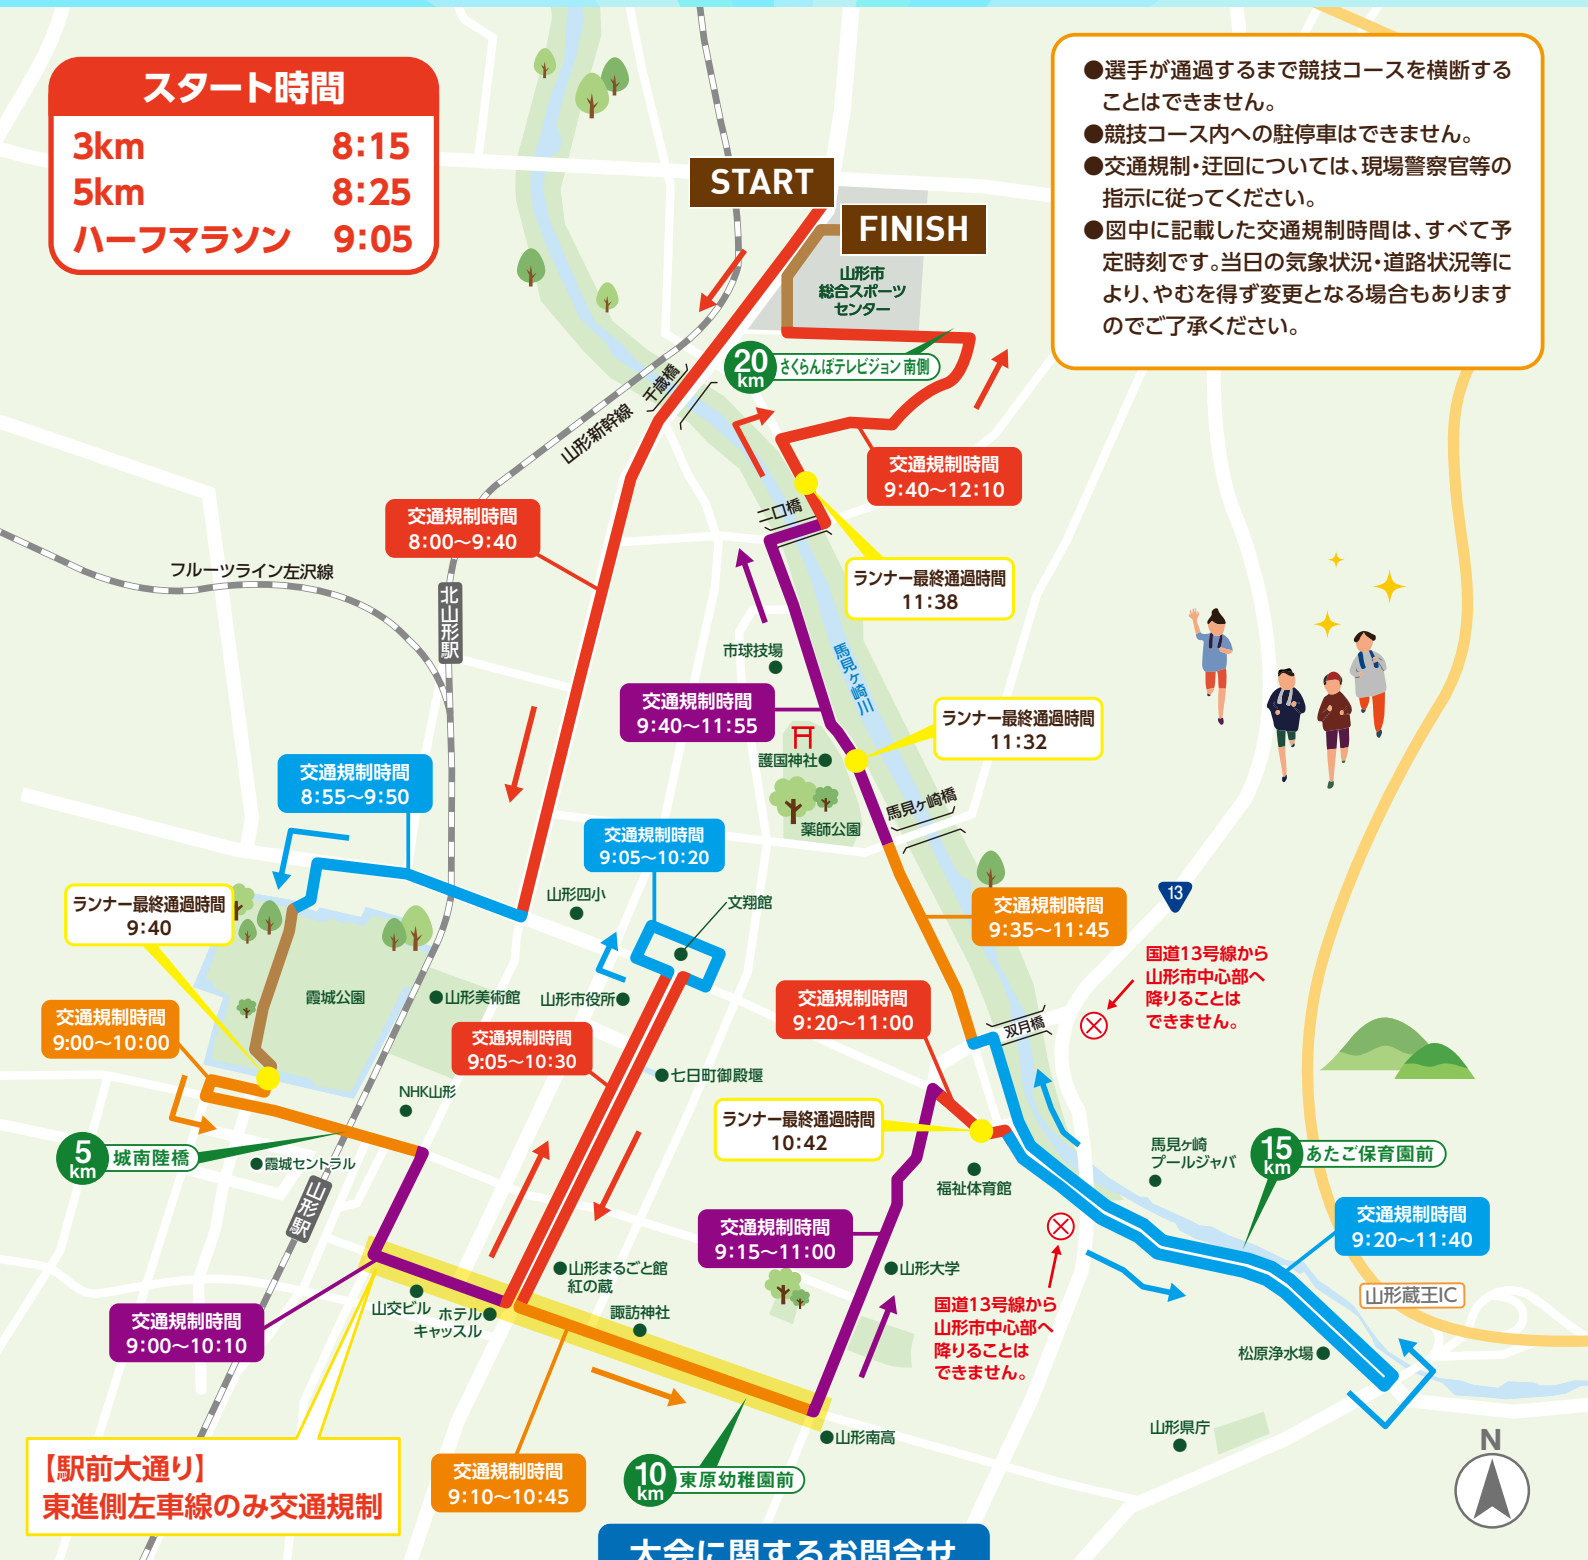 スタート時間
3km 8:15
5km 8:25
ハーフマラソン 9:05
●選手が通過するまで競技コースを横断する
ことはできません。
●競技コース内への駐停車はできません。
●交通規制・迂回については、現場警察官等の
指示に従ってください。
●図中に記載した交通規制時間は、すべて予
定時刻です。当日の気象状況・道路状況等に
より、やむを得ず変更となる場合もあります
のでご了承ください。
START
FINISH
山形市
総合スポーツ
センター
20
km
さくらんぼテレビジョン南側
千歳橋
山形新幹線
交通規制時間
9:40〜12:10
交通規制時間
8:00〜9:40
二口橋
フルーツライン左沢線
北山形駅
ランナー最終通過時間
11:38
市球技場
馬見ヶ崎川
交通規制時間
9:40〜11:55
ランナー最終通過時間
11:32
護国神社
薬師公園
馬見ヶ崎橋
交通規制時間
8:55〜9:50
交通規制時間
9:05〜10:20
山形四小
文翔館
ランナー最終通過時間
9:40
交通規制時間
9:35〜11:45
13
国道13号線から
山形市中心部へ
降りることは
できません。
霞城公園
山形美術館
山形市役所
交通規制時間
9:00〜10:00
交通規制時間
9:05〜10:30
交通規制時間
9:20〜11:00
双月橋
七日町御殿堰
NHK山形
ランナー最終通過時間
10:42
5
km
城南陸橋
霞城セントラル
山形駅
福祉体育館
馬見ヶ崎
プールジャバ
15
km
あたご保育園前
交通規制時間
9:15〜11:00
交通規制時間
9:20〜11:40
山形まるごと館
紅の蔵
山形大学
山交ビル
ホテル
キャッスル
諏訪神社
国道13号線から
山形市中心部へ
降りることは
できません。
山形蔵王IC
交通規制時間
9:00〜10:10
松原浄水場
山形県庁
山形南高
【駅前大通り】
東進側左車線のみ交通規制
交通規制時間
9:10〜10:45
10
km
東原幼稚園前
N
大会に関するお問合せ